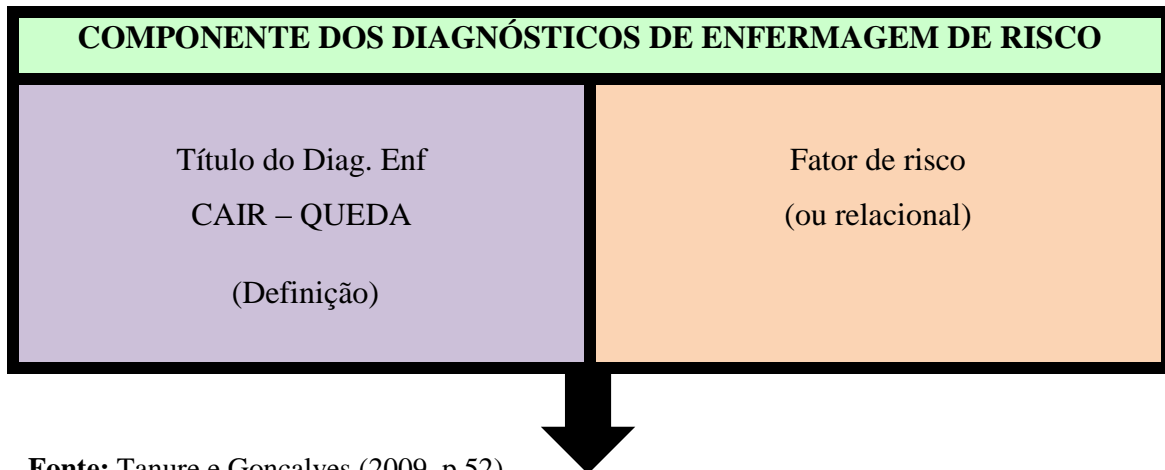 COMPONENTE DOS DIAGNÓSTICOS DE ENFERMAGEM DE RISCO
Título do Diag. Enf
CAIR – QUEDA
(Definição)
Fator de risco
(ou relacional)
Fonte: Tanure e Gonçalves (2009, p.52)